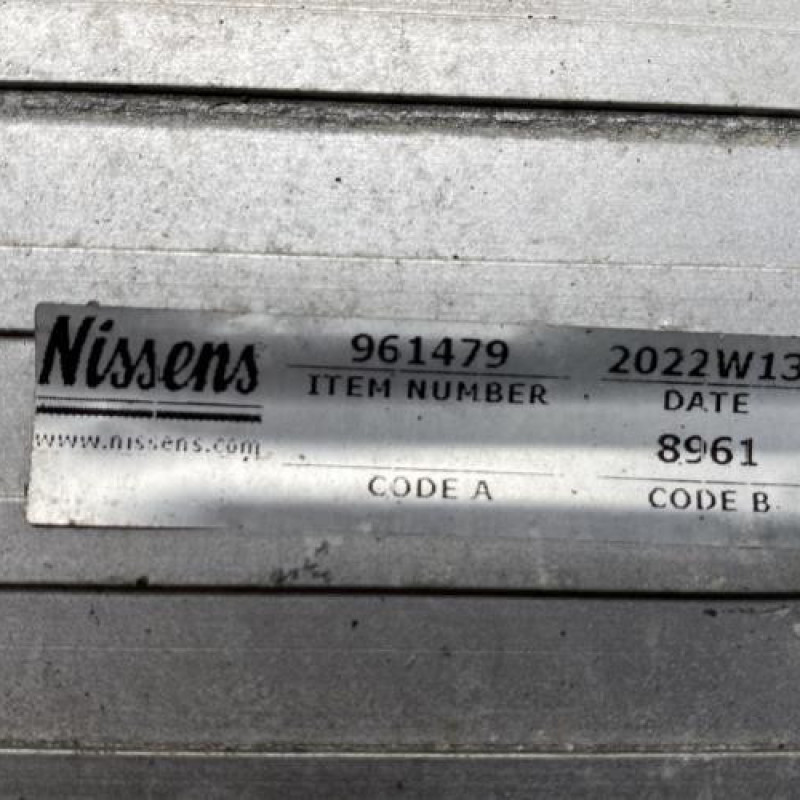 Nissens
www.nissens.com
961479
ITEM NUMBER
CODE A
2022W13
DATE
8961
CODE B